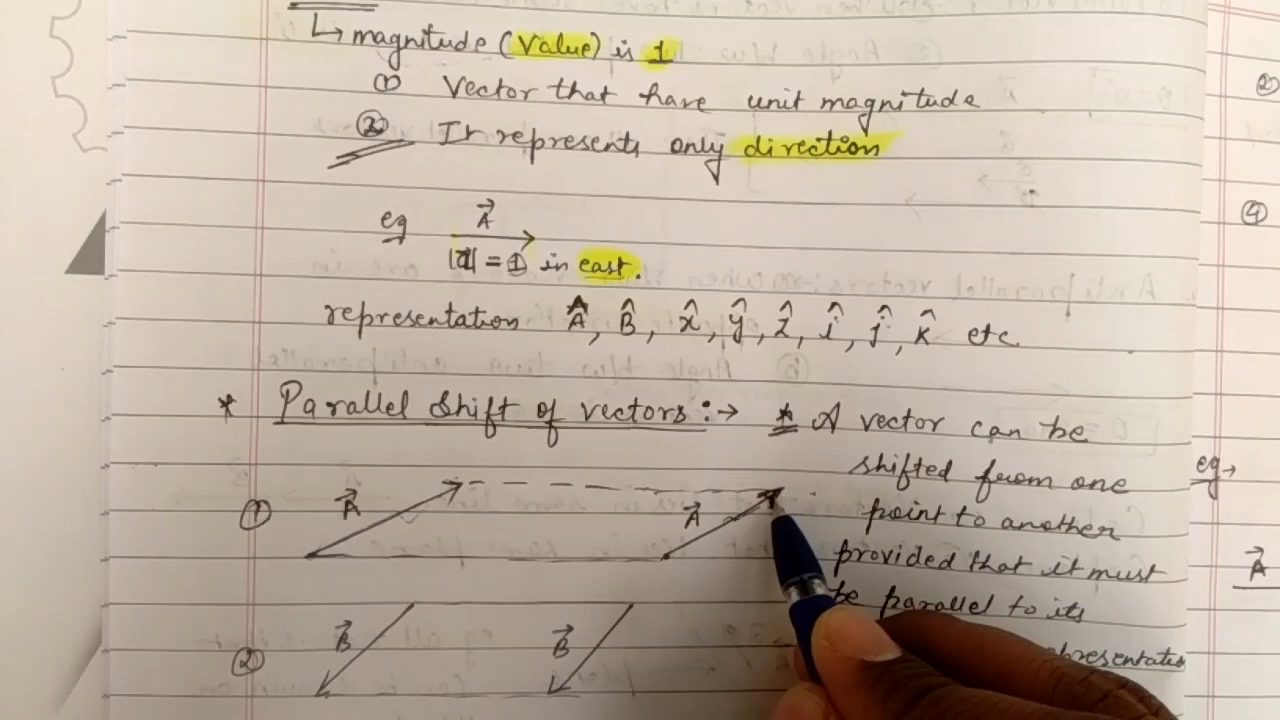 ↳ magnitude (value) is 1
① Vector that have unit magnitude
② It represents only direction
eg A⃗
|A⃗| = 1 in east.
representation Â, B̂, x̂, ŷ, ẑ, î, ĵ, k̂ etc
* Parallel shift of vectors :→ * A vector can be
shifted from one
point to another
provided that it must
be parallel to its
① A⃗ A⃗
② B⃗ B⃗
②
④
eg→
A⃗